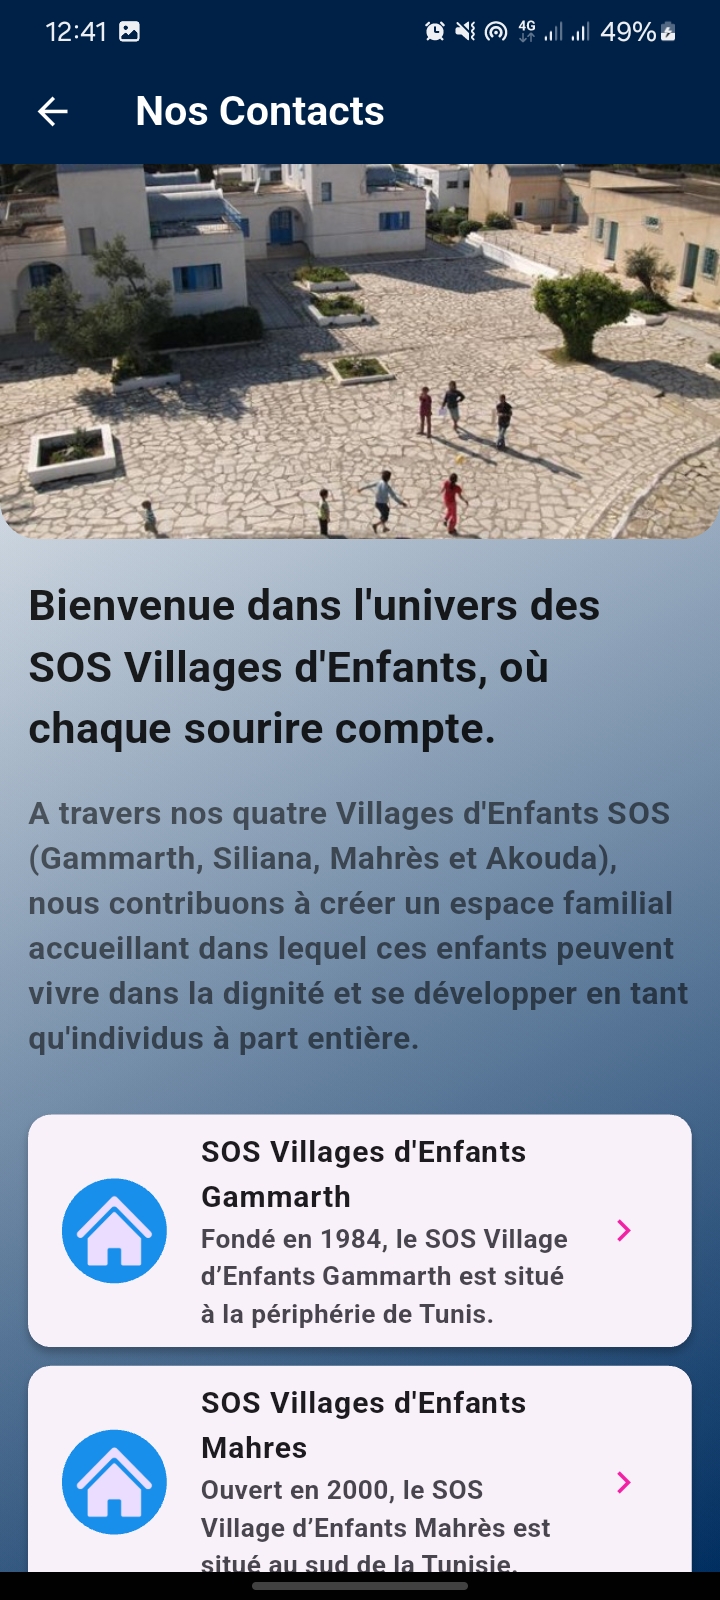 12:41
4G
49%
Nos Contacts
Bienvenue dans l'univers des
SOS Villages d'Enfants, où
chaque sourire compte.
A travers nos quatre Villages d'Enfants SOS
(Gammarth, Siliana, Mahrès et Akouda),
nous contribuons à créer un espace familial
accueillant dans lequel ces enfants peuvent
vivre dans la dignité et se développer en tant
qu'individus à part entière.
SOS Villages d'Enfants
Gammarth
Fondé en 1984, le SOS Village
d’Enfants Gammarth est situé
à la périphérie de Tunis.
SOS Villages d'Enfants
Mahres
Ouvert en 2000, le SOS
Village d’Enfants Mahrès est
situé au sud de la Tunisie.